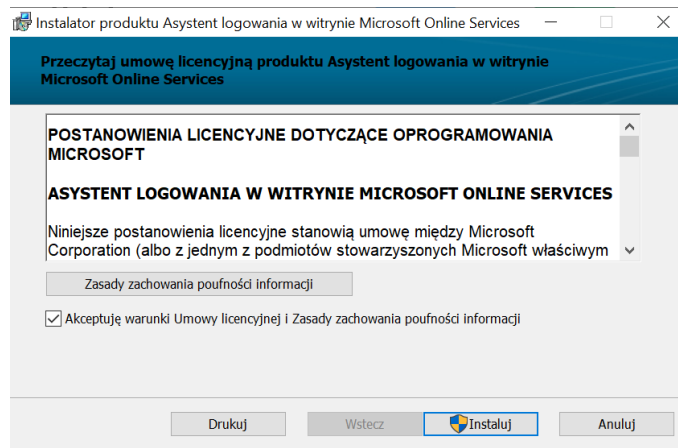 Instalator produktu Asystent logowania w witrynie Microsoft Online Services
Przeczytaj umowę licencyjną produktu Asystent logowania w witrynie
Microsoft Online Services
POSTANOWIENIA LICENCYJNE DOTYCZĄCE OPROGRAMOWANIA
MICROSOFT
ASYSTENT LOGOWANIA W WITRYNIE MICROSOFT ONLINE SERVICES
Niniejsze postanowienia licencyjne stanowią umowę między Microsoft
Corporation (albo z jednym z podmiotów stowarzyszonych Microsoft właściwym
Zasady zachowania poufności informacji
Akceptuję warunki Umowy licencyjnej i Zasady zachowania poufności informacji
Drukuj Wstecz Instaluj Anuluj